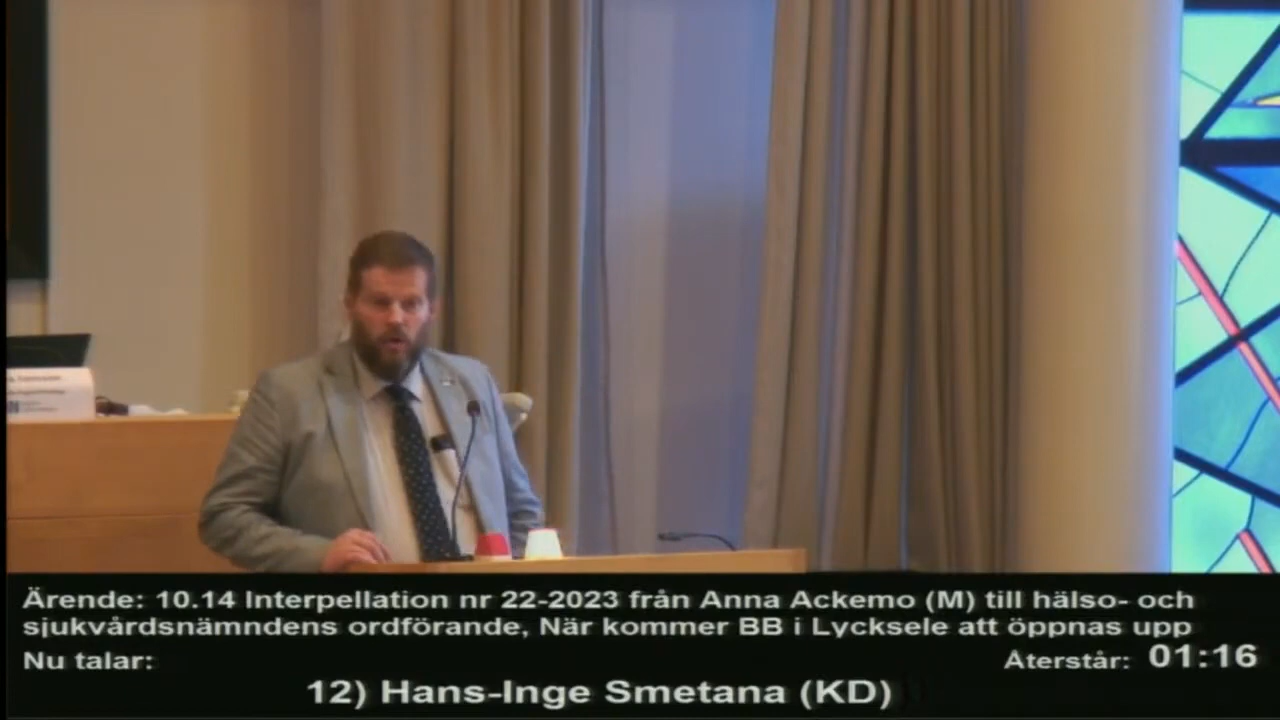 Ärende: 10.14 Interpellation nr 22-2023 från Anna Ackemo (M) till hälso- och
sjukvårdsnämndens ordförande, När kommer BB i Lycksele att öppnas upp
Nu talar:
Återstår: 01:16
12) Hans-Inge Smetana (KD)